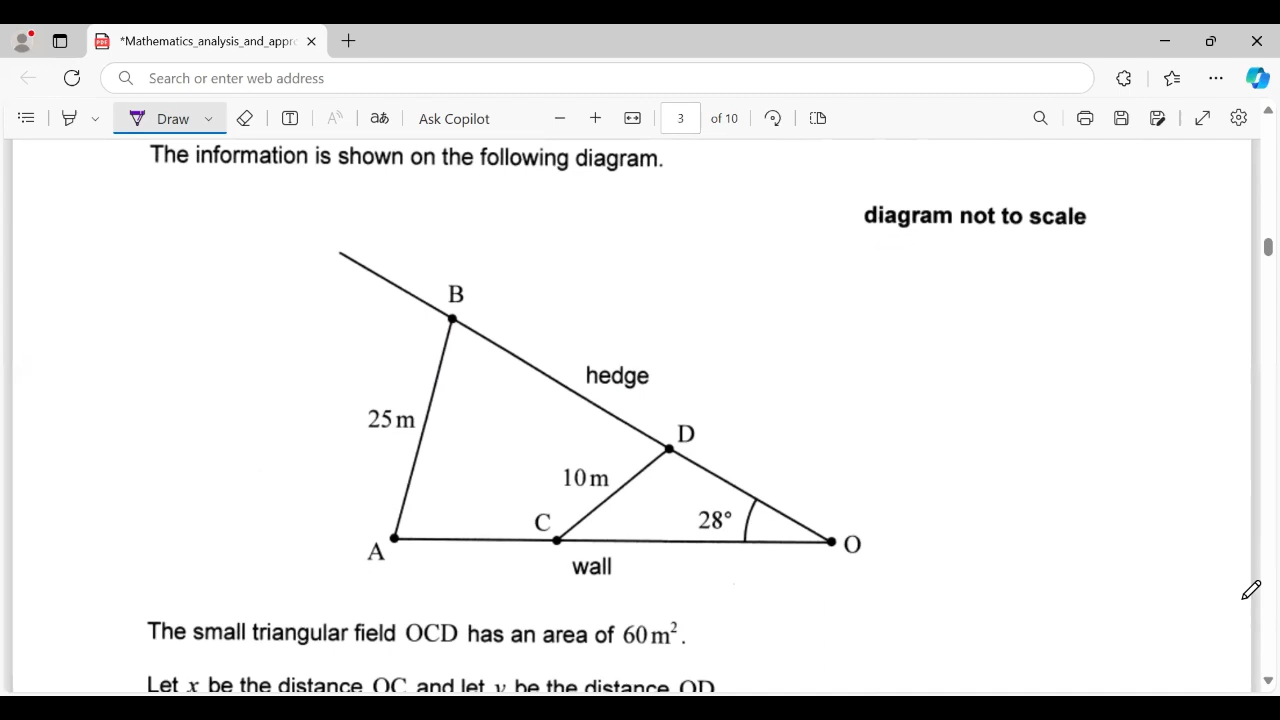 *Mathematics_analysis_and_appro
Search or enter web address
Draw
Ask Copilot
3 of 10
The information is shown on the following diagram.
diagram not to scale
B
hedge
25 m
D
10 m
C
28°
A
O
wall
The small triangular field OCD has an area of 60 m².
Let x be the distance OC and let y be the distance OD